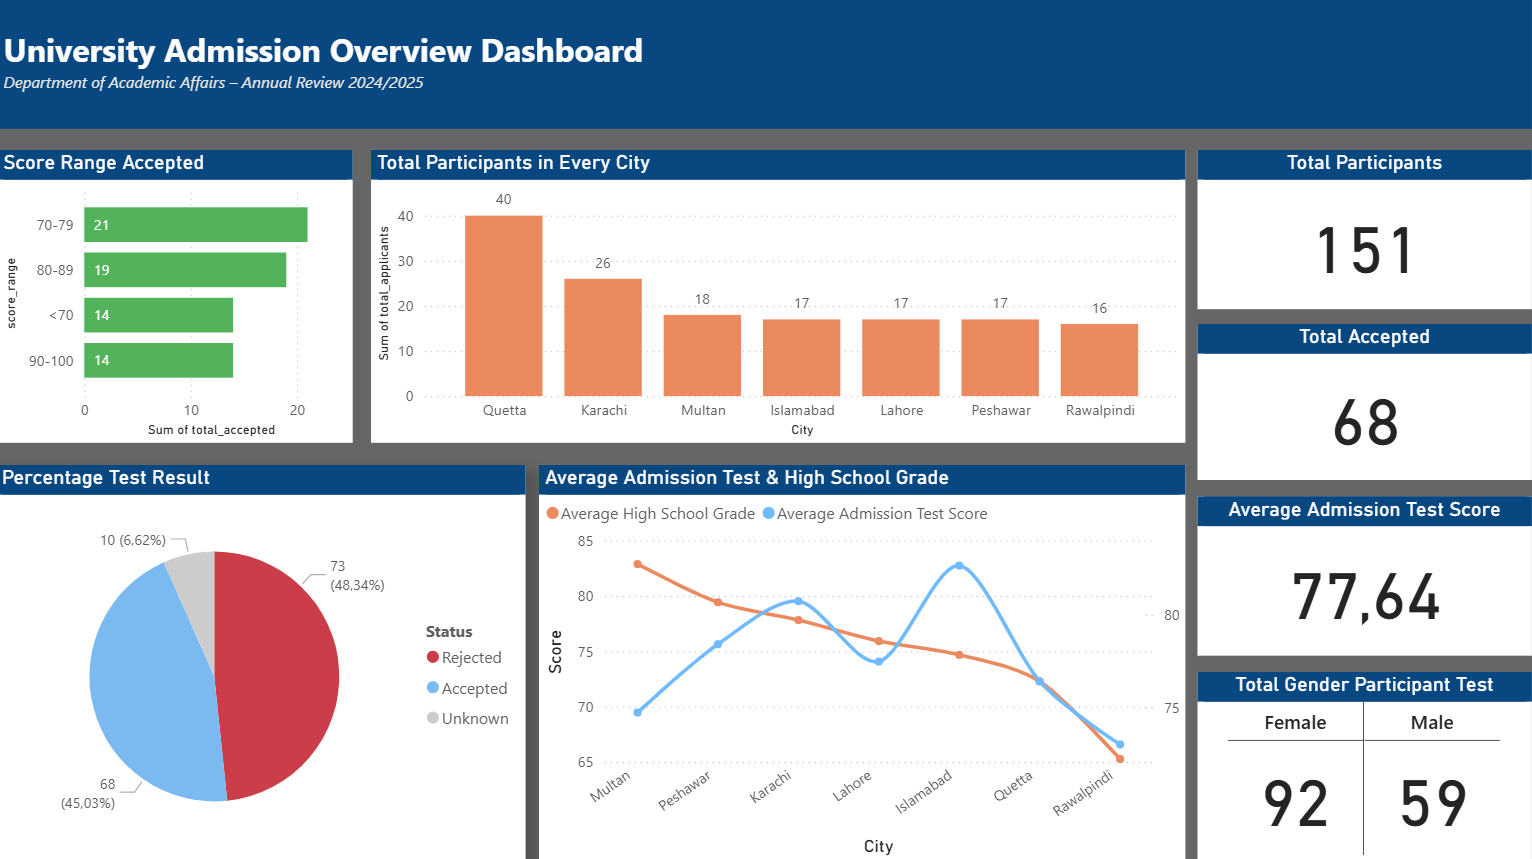 University Admission Overview Dashboard
Department of Academic Affairs – Annual Review 2024/2025
Score Range Accepted
score_range
70-79
21
80-89
19
<70
14
90-100
14
0
10
20
Sum of total_accepted
Total Participants in Every City
Sum of total_applicants
40
30
20
10
0
40
26
18
17
17
17
16
Quetta
Karachi
Multan
Islamabad
Lahore
Peshawar
Rawalpindi
City
Total Participants
151
Total Accepted
68
Average Admission Test Score
77,64
Total Gender Participant Test
Female
Male
92
59
Percentage Test Result
10 (6,62%)
73
(48,34%)
68
(45,03%)
Status
Rejected
Accepted
Unknown
Average Admission Test & High School Grade
Average High School Grade
Average Admission Test Score
Score
85
80
75
70
65
80
75
Multan
Peshawar
Karachi
Lahore
Islamabad
Quetta
Rawalpindi
City